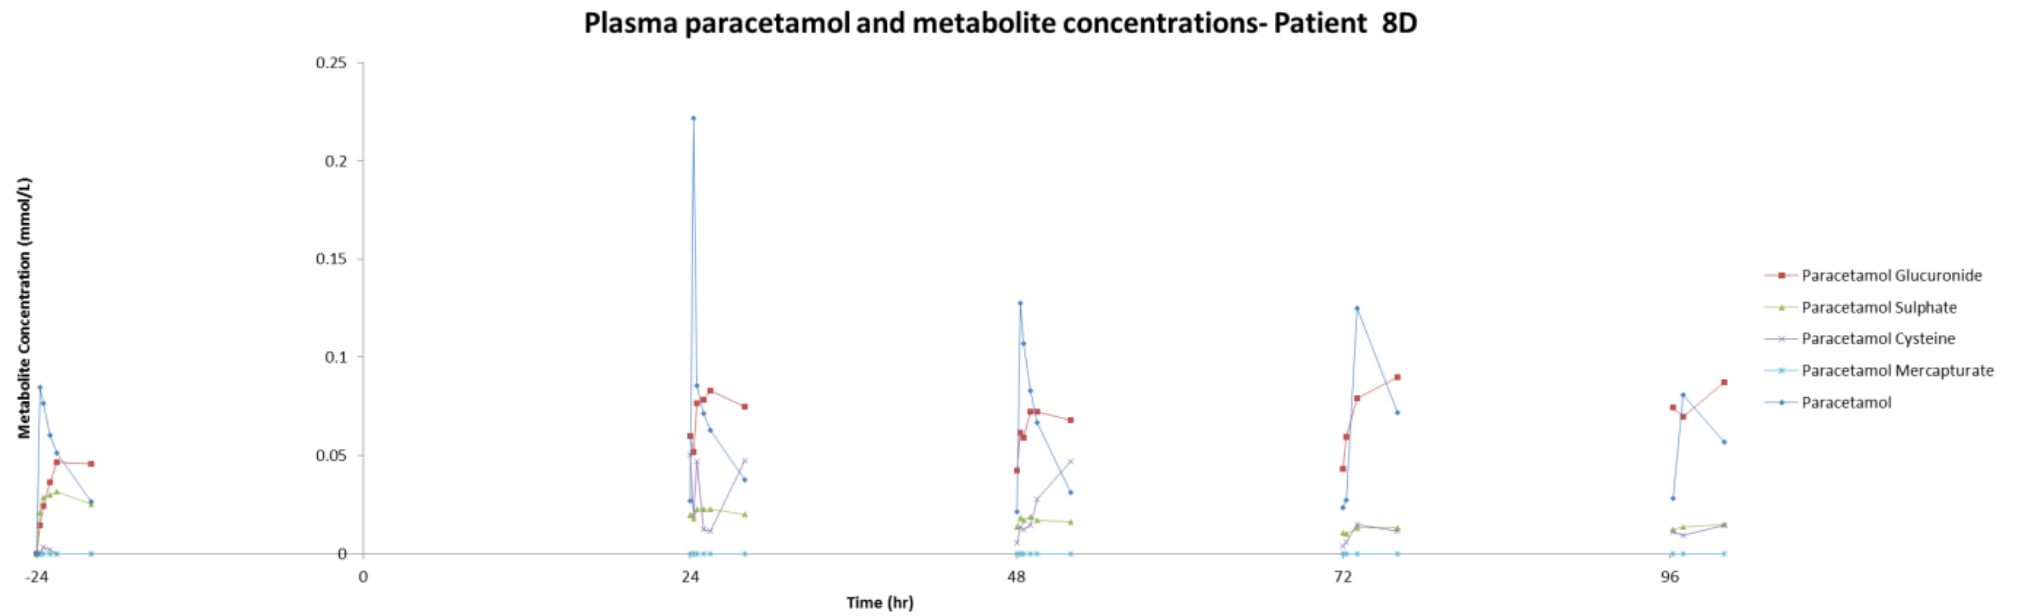 Plasma paracetamol and metabolite concentrations- Patient 8D
Metabolite Concentration (mmol/L)
0.25
0.2
0.15
0.1
0.05
0
-24
0
24
48
72
96
Time (hr)
Paracetamol Glucuronide
Paracetamol Sulphate
Paracetamol Cysteine
Paracetamol Mercapturate
Paracetamol